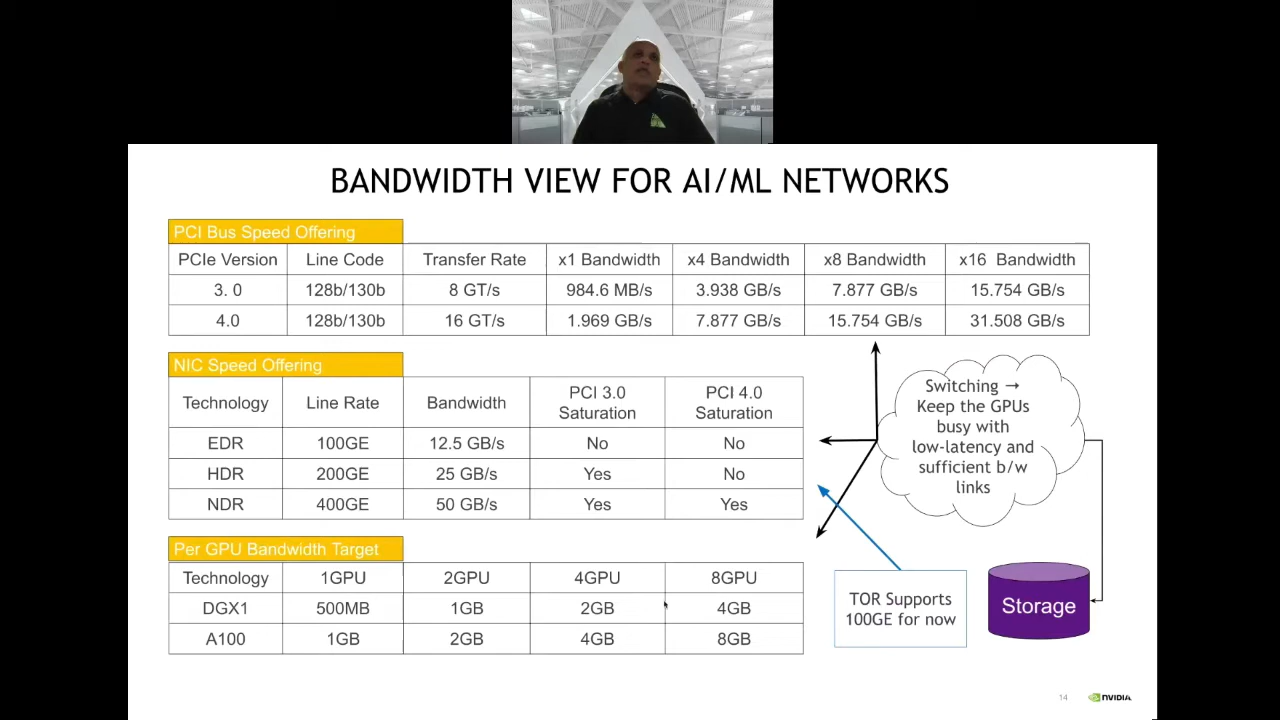 BANDWIDTH VIEW FOR AI/ML NETWORKS
PCI Bus Speed Offering
PCIe Version Line Code Transfer Rate x1 Bandwidth x4 Bandwidth x8 Bandwidth x16 Bandwidth
3. 0 128b/130b 8 GT/s 984.6 MB/s 3.938 GB/s 7.877 GB/s 15.754 GB/s
4.0 128b/130b 16 GT/s 1.969 GB/s 7.877 GB/s 15.754 GB/s 31.508 GB/s
NIC Speed Offering
Technology Line Rate Bandwidth PCI 3.0 Saturation PCI 4.0 Saturation
EDR 100GE 12.5 GB/s No No
HDR 200GE 25 GB/s Yes No
NDR 400GE 50 GB/s Yes Yes
Per GPU Bandwidth Target
Technology 1GPU 2GPU 4GPU 8GPU
DGX1 500MB 1GB 2GB 4GB
A100 1GB 2GB 4GB 8GB
Switching →
Keep the GPUs
busy with
low-latency and
sufficient b/w
links
TOR Supports
100GE for now
Storage
14
NVIDIA